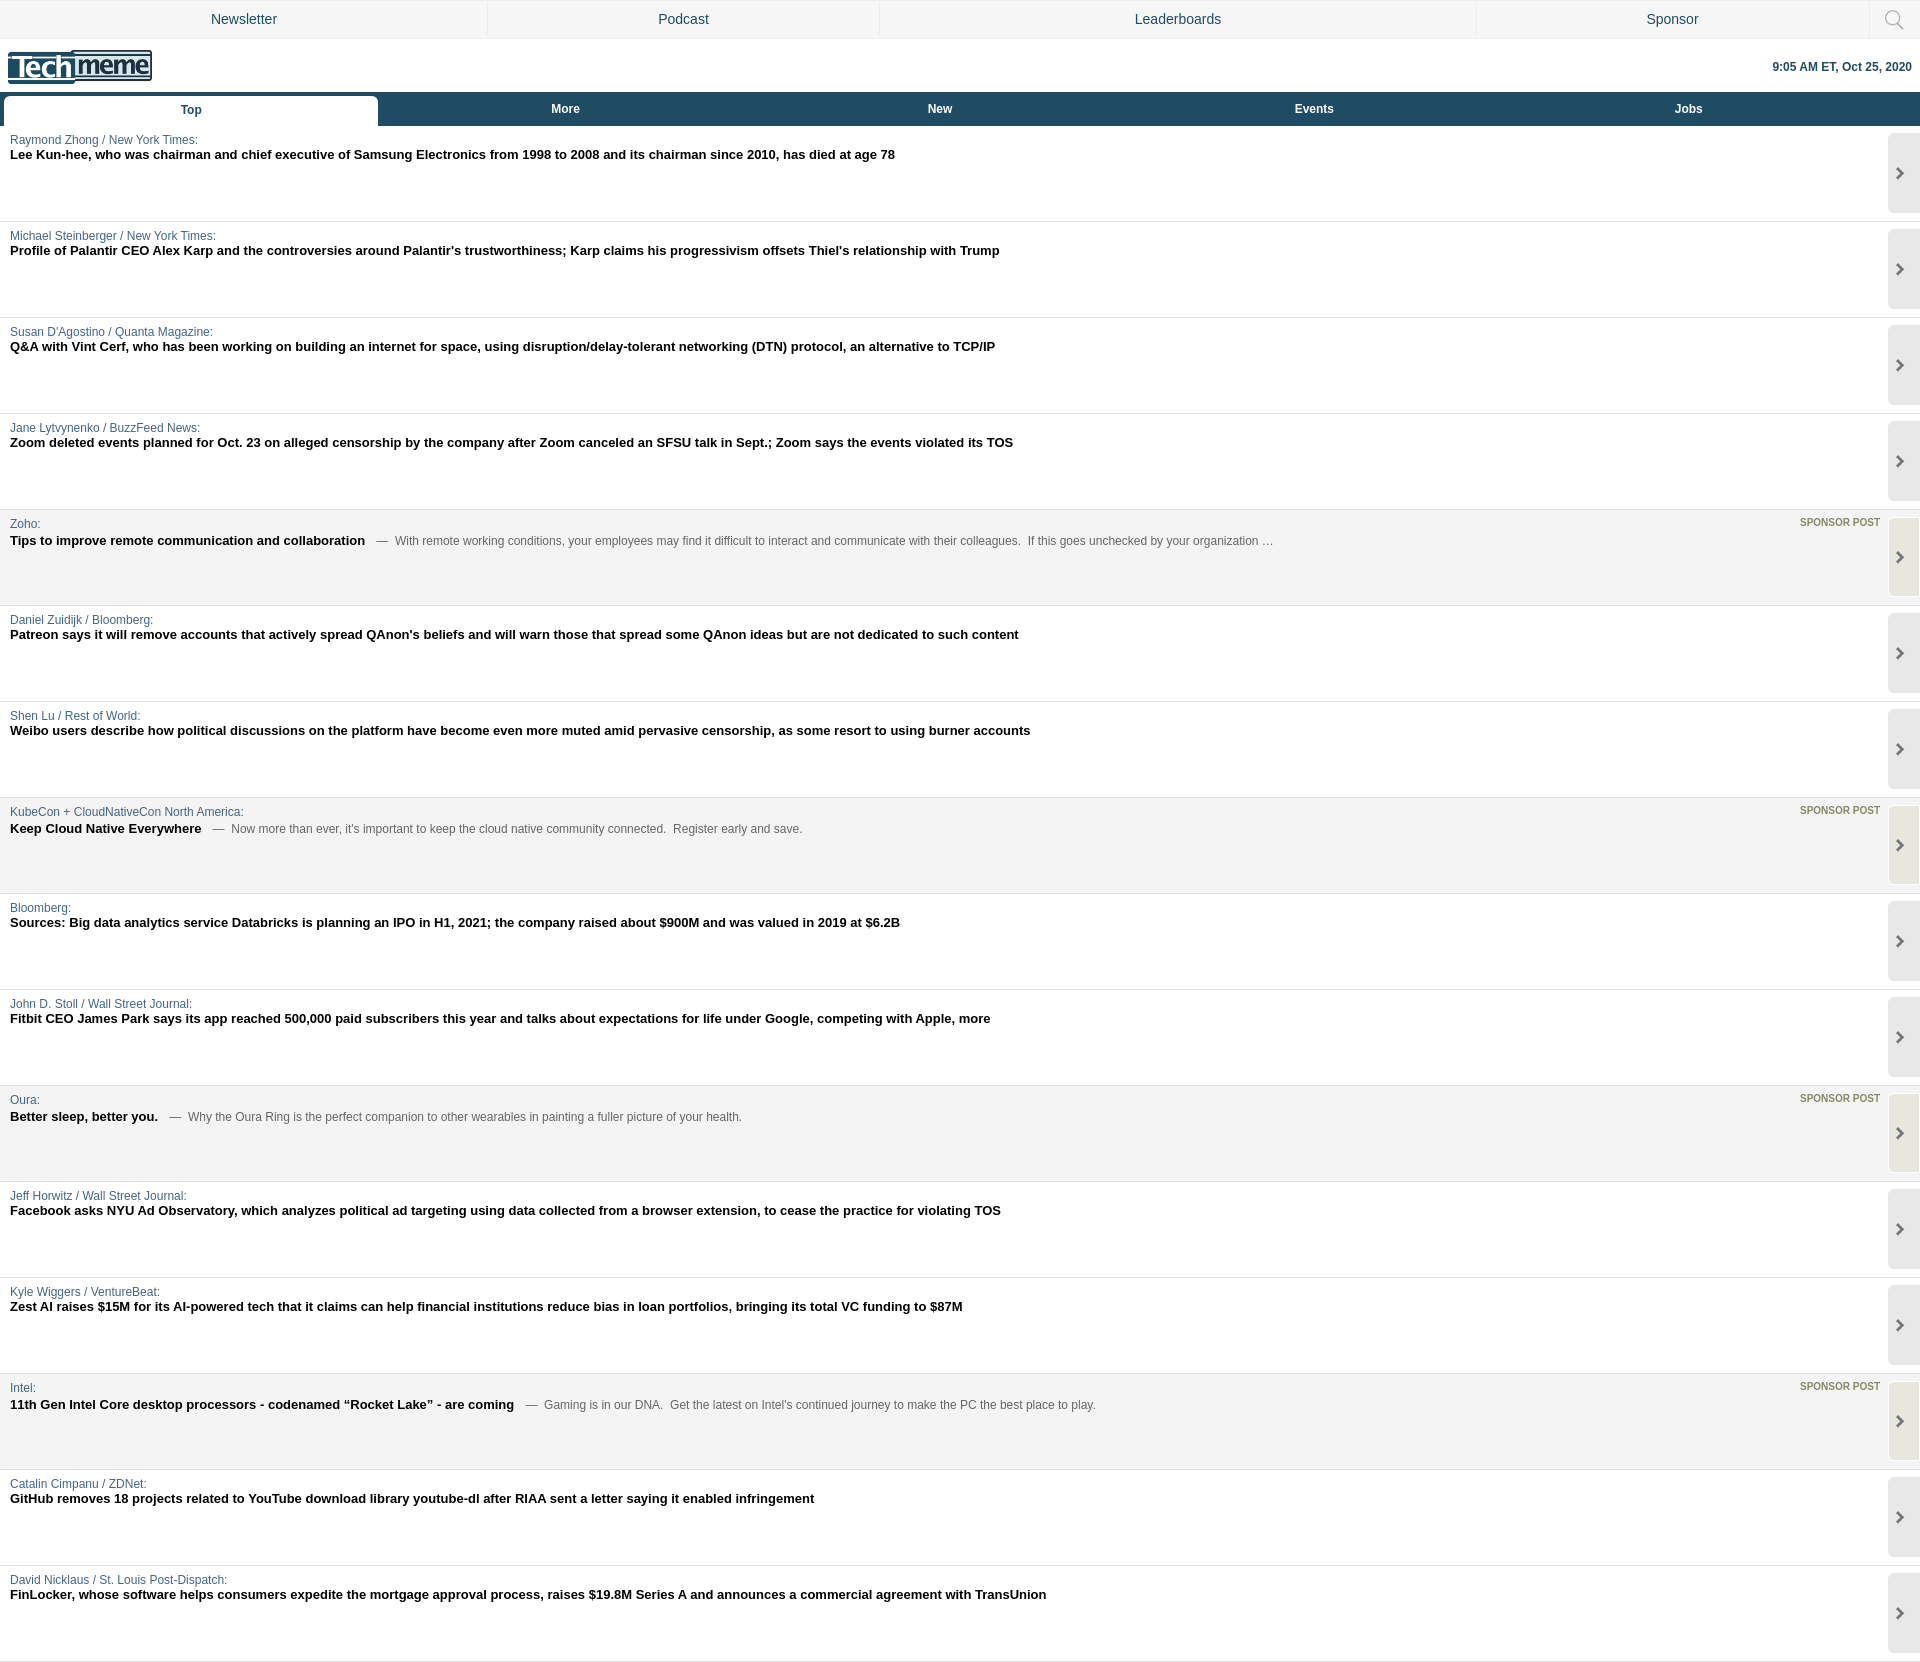 Newsletter
Podcast
Leaderboards
Sponsor
Techmeme
9:05 AM ET, Oct 25, 2020
Top
More
New
Events
Jobs
Raymond Zhong / New York Times:
Lee Kun-hee, who was chairman and chief executive of Samsung Electronics from 1998 to 2008 and its chairman since 2010, has died at age 78
Michael Steinberger / New York Times:
Profile of Palantir CEO Alex Karp and the controversies around Palantir's trustworthiness; Karp claims his progressivism offsets Thiel's relationship with Trump
Susan D'Agostino / Quanta Magazine:
Q&A with Vint Cerf, who has been working on building an internet for space, using disruption/delay-tolerant networking (DTN) protocol, an alternative to TCP/IP
Jane Lytvynenko / BuzzFeed News:
Zoom deleted events planned for Oct. 23 on alleged censorship by the company after Zoom canceled an SFSU talk in Sept.; Zoom says the events violated its TOS
Zoho:
SPONSOR POST
Tips to improve remote communication and collaboration — With remote working conditions, your employees may find it difficult to interact and communicate with their colleagues. If this goes unchecked by your organization …
Daniel Zuidijk / Bloomberg:
Patreon says it will remove accounts that actively spread QAnon's beliefs and will warn those that spread some QAnon ideas but are not dedicated to such content
Shen Lu / Rest of World:
Weibo users describe how political discussions on the platform have become even more muted amid pervasive censorship, as some resort to using burner accounts
KubeCon + CloudNativeCon North America:
SPONSOR POST
Keep Cloud Native Everywhere — Now more than ever, it's important to keep the cloud native community connected. Register early and save.
Bloomberg:
Sources: Big data analytics service Databricks is planning an IPO in H1, 2021; the company raised about $900M and was valued in 2019 at $6.2B
John D. Stoll / Wall Street Journal:
Fitbit CEO James Park says its app reached 500,000 paid subscribers this year and talks about expectations for life under Google, competing with Apple, more
Oura:
SPONSOR POST
Better sleep, better you. — Why the Oura Ring is the perfect companion to other wearables in painting a fuller picture of your health.
Jeff Horwitz / Wall Street Journal:
Facebook asks NYU Ad Observatory, which analyzes political ad targeting using data collected from a browser extension, to cease the practice for violating TOS
Kyle Wiggers / VentureBeat:
Zest AI raises $15M for its AI-powered tech that it claims can help financial institutions reduce bias in loan portfolios, bringing its total VC funding to $87M
Intel:
SPONSOR POST
11th Gen Intel Core desktop processors - codenamed “Rocket Lake” - are coming — Gaming is in our DNA. Get the latest on Intel's continued journey to make the PC the best place to play.
Catalin Cimpanu / ZDNet:
GitHub removes 18 projects related to YouTube download library youtube-dl after RIAA sent a letter saying it enabled infringement
David Nicklaus / St. Louis Post-Dispatch:
FinLocker, whose software helps consumers expedite the mortgage approval process, raises $19.8M Series A and announces a commercial agreement with TransUnion